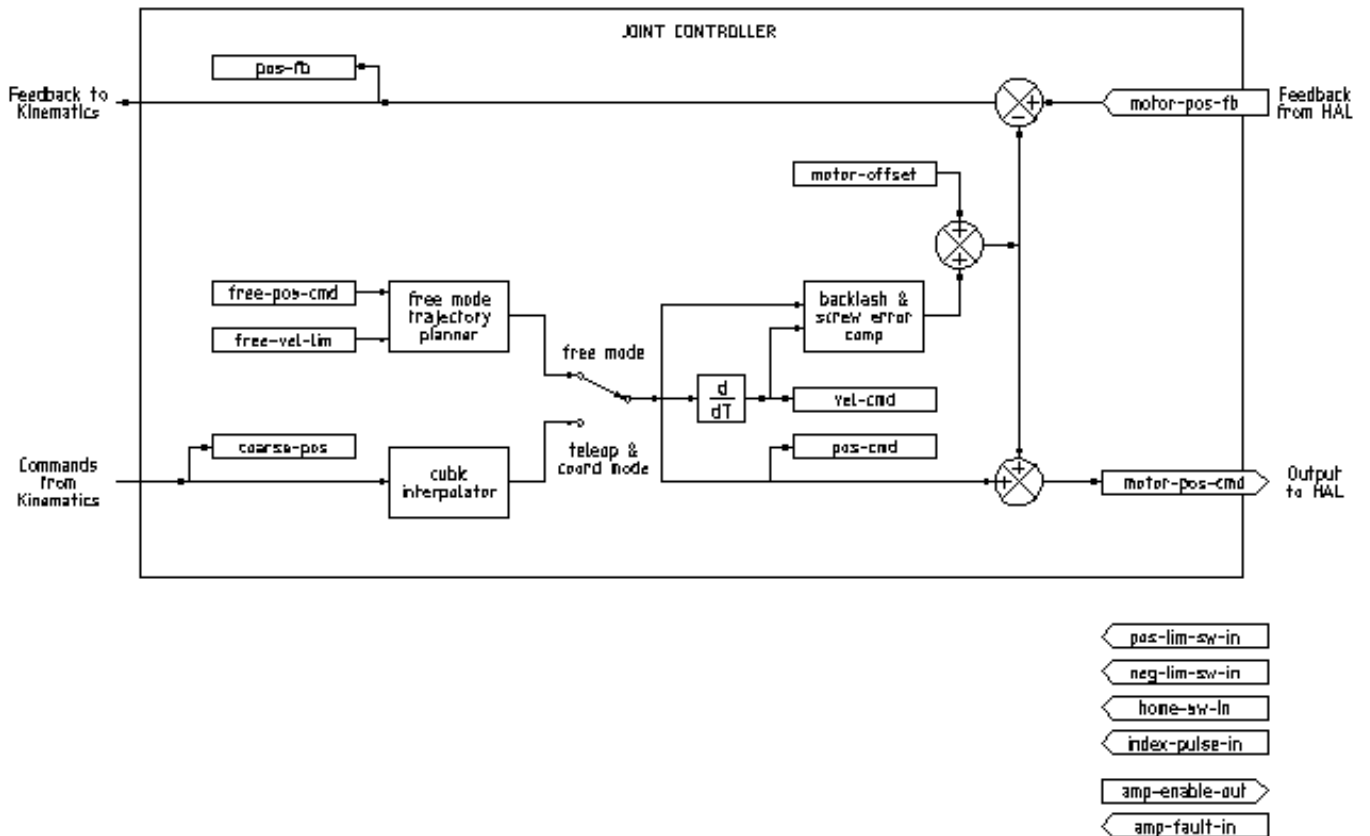 JOINT CONTROLLER
pos-fb
Feedback to
Kinematics
+
−
motor-pos-fb
Feedback
from HAL
motor-offset
+
+
free-pos-cmd
free-vel-lim
free mode
trajectory
planner
backlash &
screw error
comp
free mode
d
dT
vel-cmd
coarse-pos
teleop &
coord mode
pos-cmd
Commands
from
Kinematics
cubic
interpolator
+
+
motor-pos-cmd
Output
to HAL
pos-lim-sw-in
neg-lim-sw-in
home-sw-in
index-pulse-in
amp-enable-out
amp-fault-in